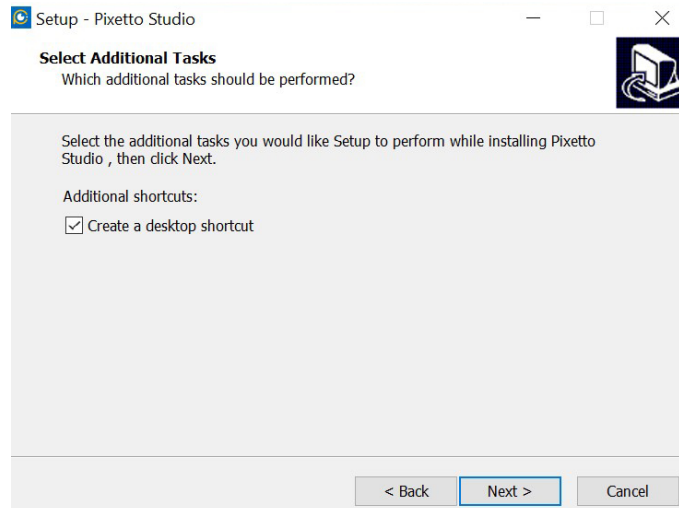 Setup - Pixetto Studio
Select Additional Tasks
Which additional tasks should be performed?
Select the additional tasks you would like Setup to perform while installing Pixetto
Studio , then click Next.
Additional shortcuts:
Create a desktop shortcut
< Back Next > Cancel